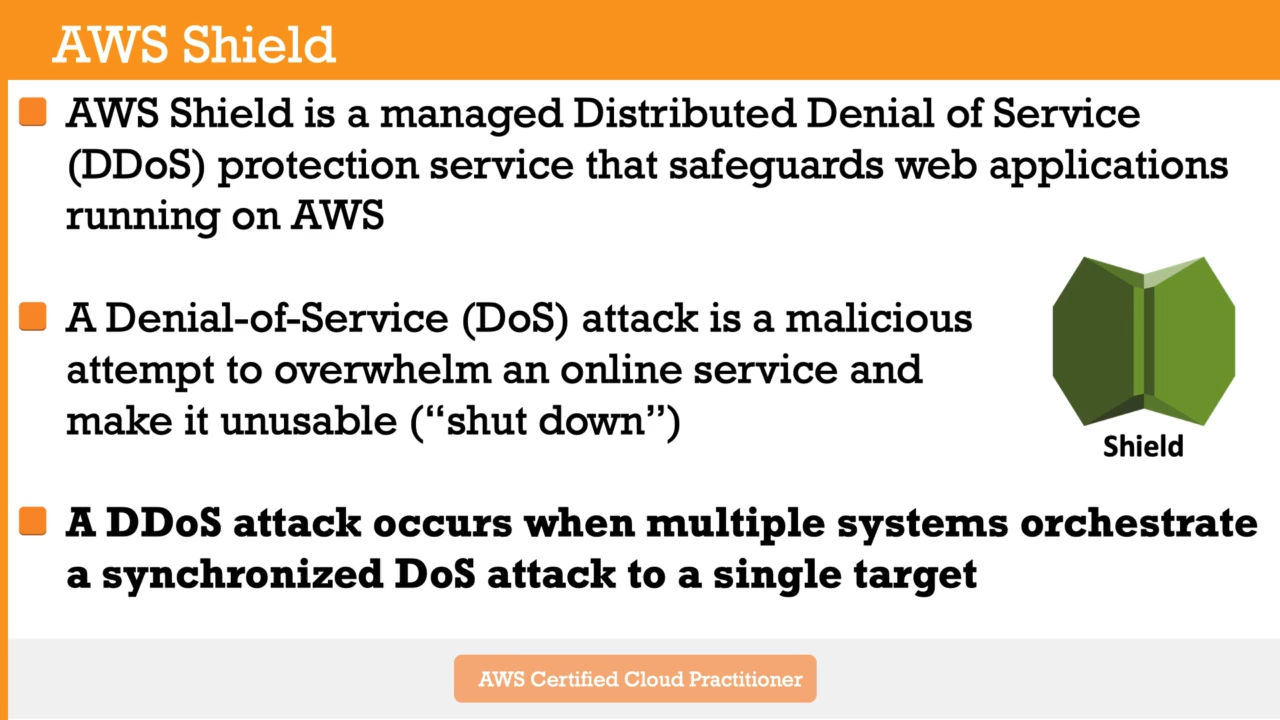 AWS Shield
AWS Shield is a managed Distributed Denial of Service
(DDoS) protection service that safeguards web applications
running on AWS
A Denial-of-Service (DoS) attack is a malicious
attempt to overwhelm an online service and
make it unusable (“shut down”)
Shield
A DDoS attack occurs when multiple systems orchestrate
a synchronized DoS attack to a single target
AWS Certified Cloud Practitioner